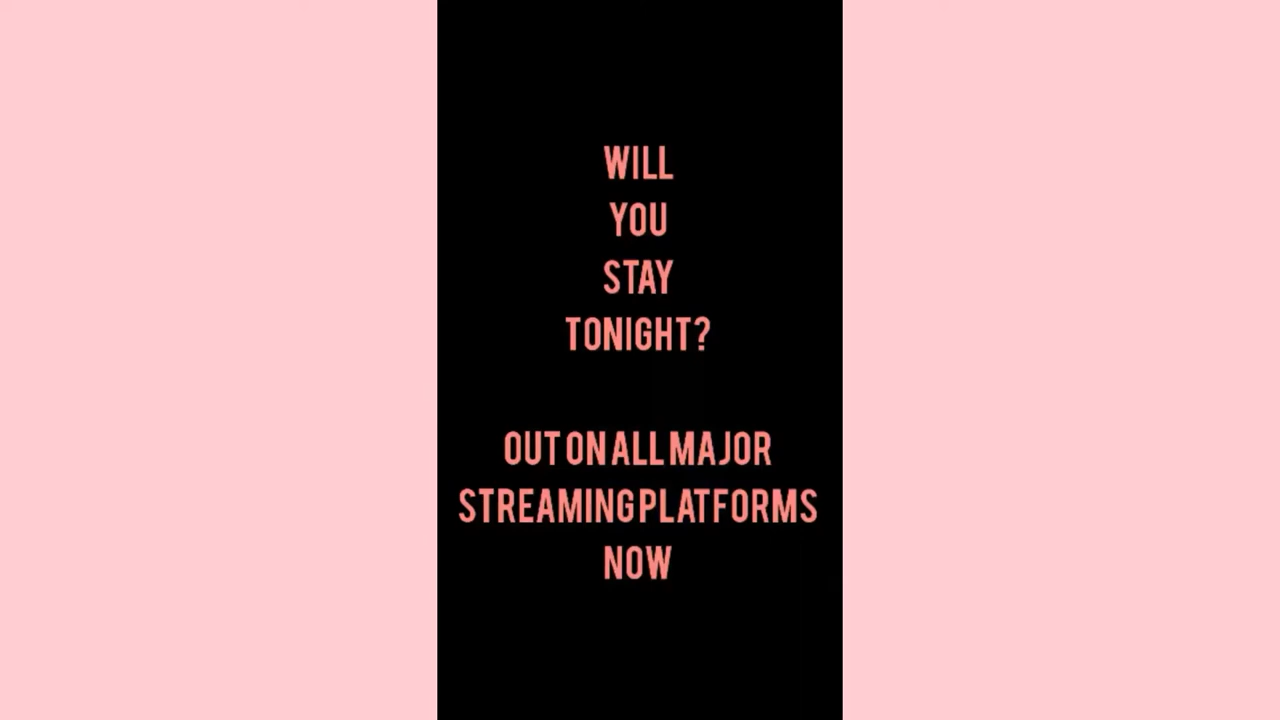 WILL
YOU
STAY
TONIGHT?
OUT ON ALL MAJOR
STREAMING PLATFORMS
NOW